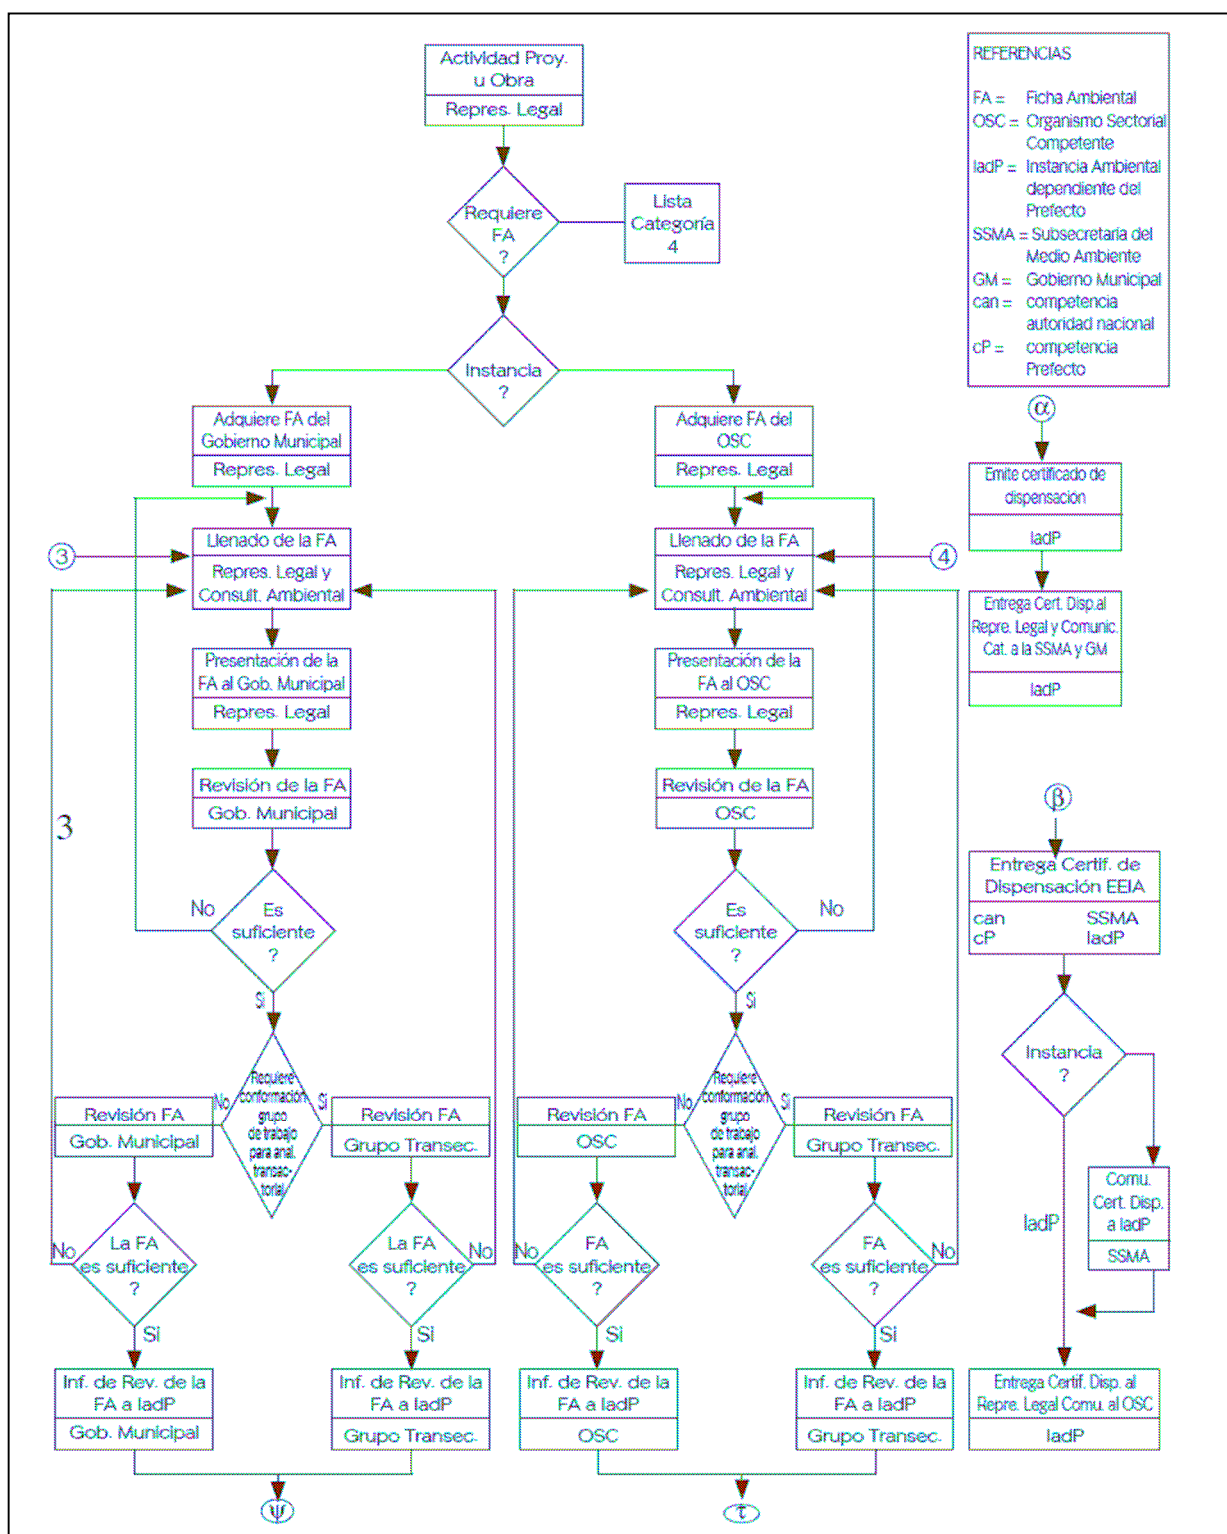 Actividad Proy.
u Obra
Repres. Legal
Requiere
FA
?
Lista
Categoría
4
Instancia
?
REFERENCIAS
FA = Ficha Ambiental
OSC = Organismo Sectorial
Competente
IadP = Instancia Ambiental
dependiente del
Prefecto
SSMA = Subsecretaria del
Medio Ambiente
GM = Gobierno Municipal
can = competencia
autoridad nacional
cP = competencia
Prefecto
Adquiere FA del
Gobierno Municipal
Repres. Legal
3
Llenado de la FA
Repres. Legal y
Consult. Ambiental
Presentación de la
FA al Gob. Municipal
Repres. Legal
Revisión de la FA
Gob. Municipal
3
No
Es
suficiente
?
Si
Requiere
conformación
grupo
de trabajo
para anal.
transac-
torial
No
Si
Revisión FA
Gob. Municipal
Revisión FA
Grupo Transec.
No
La FA
es suficiente
?
Si
La FA
es suficiente
?
No
Si
Inf. de Rev. de la
FA a IadP
Gob. Municipal
Inf. de Rev. de la
FA a IadP
Grupo Transec.
ψ
Adquiere FA del
OSC
Repres. Legal
Llenado de la FA
Repres. Legal y
Consult. Ambiental
4
Presentación de la
FA al OSC
Repres. Legal
Revisión de la FA
OSC
Es
suficiente
?
No
Si
Requiere
conformación
grupo
de trabajo
para anal.
transac-
torial
No
Si
Revisión FA
OSC
Revisión FA
Grupo Transec.
No
FA
es suficiente
?
Si
FA
es suficiente
?
No
Si
Inf. de Rev. de la
FA a IadP
OSC
Inf. de Rev. de la
FA a IadP
Grupo Transec.
τ
α
Emite certificado de
dispensación
IadP
Entrega Cert. Disp.al
Repre. Legal y Comunic.
Cat. a la SSMA y GM
IadP
β
Entrega Certif. de
Dispensación EEIA
can SSMA
cP IadP
Instancia
?
IadP
Comu.
Cert. Disp.
a IadP
SSMA
Entrega Certif. Disp. al
Repre. Legal Comu. al OSC
IadP